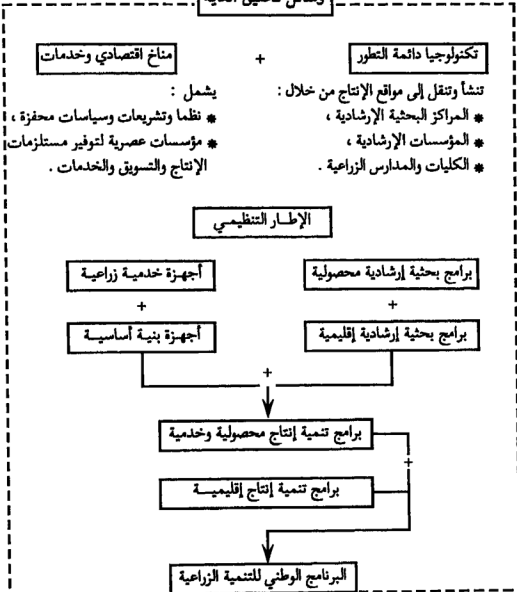 تكنولوجيا دائمة التطور + مناخ اقتصادي وخدمات
تنشأ وتنقل إلى مواقع الإنتاج من خلال :
* المراكز البحثية الإرشادية ،
* المؤسسات الإرشادية ،
* الكليات والمدارس الزراعية .
يشمل :
* نظما وتشريعات وسياسات محفزة ،
* مؤسسات عصرية لتوفير مستلزمات
الإنتاج والتسويق والخدمات .
الإطار التنظيمي
برامج بحثية إرشادية محصولية
+
برامج بحثية إرشادية إقليمية
أجهزة خدمية زراعية
+
أجهزة بنية أساسية
+
برامج تنمية إنتاج محصولية وخدمية
+
برامج تنمية إنتاج إقليمية
البرنامج الوطني للتنمية الزراعية